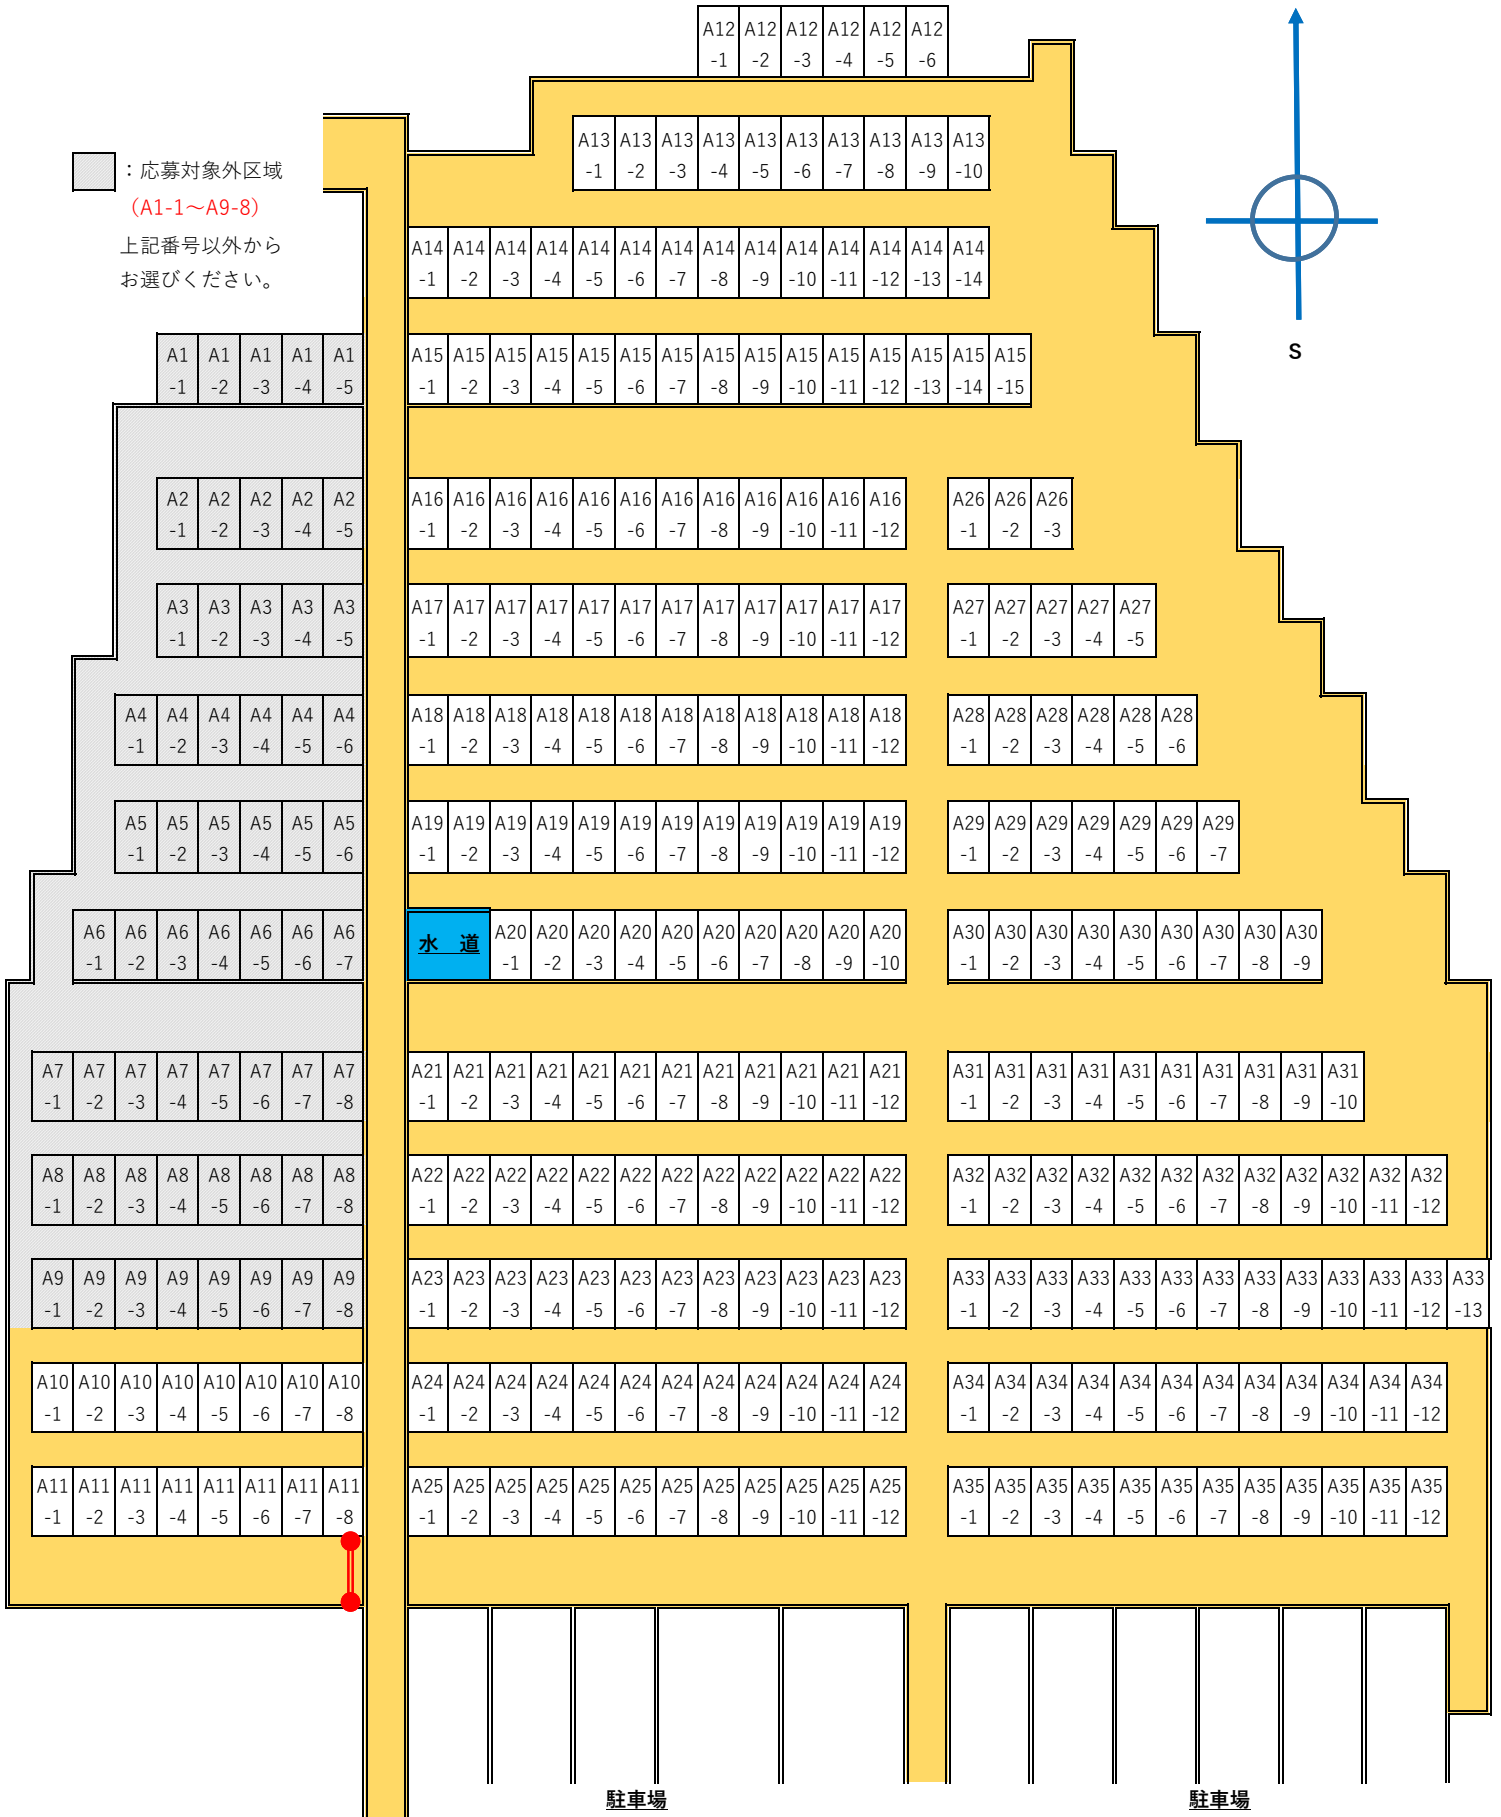 A12 A12 A12 A12 A12 A12
-1 -2 -3 -4 -5 -6
A13 A13 A13 A13 A13 A13 A13 A13 A13 A13
-1 -2 -3 -4 -5 -6 -7 -8 -9 -10
：応募対象外区域
（A1-1～A9-8）
上記番号以外から
お選びください。
A14 A14 A14 A14 A14 A14 A14 A14 A14 A14 A14 A14 A14 A14
-1 -2 -3 -4 -5 -6 -7 -8 -9 -10 -11 -12 -13 -14
S
A1 A1 A1 A1 A1 A15 A15 A15 A15 A15 A15 A15 A15 A15 A15 A15 A15 A15 A15 A15
-1 -2 -3 -4 -5 -1 -2 -3 -4 -5 -6 -7 -8 -9 -10 -11 -12 -13 -14 -15
A2 A2 A2 A2 A2 A16 A16 A16 A16 A16 A16 A16 A16 A16 A16 A16 A16 A26 A26 A26
-1 -2 -3 -4 -5 -1 -2 -3 -4 -5 -6 -7 -8 -9 -10 -11 -12 -1 -2 -3
A3 A3 A3 A3 A3 A17 A17 A17 A17 A17 A17 A17 A17 A17 A17 A17 A17 A27 A27 A27 A27 A27
-1 -2 -3 -4 -5 -1 -2 -3 -4 -5 -6 -7 -8 -9 -10 -11 -12 -1 -2 -3 -4 -5
A4 A4 A4 A4 A4 A4 A18 A18 A18 A18 A18 A18 A18 A18 A18 A18 A18 A18 A28 A28 A28 A28 A28 A28
-1 -2 -3 -4 -5 -6 -1 -2 -3 -4 -5 -6 -7 -8 -9 -10 -11 -12 -1 -2 -3 -4 -5 -6
A5 A5 A5 A5 A5 A5 A19 A19 A19 A19 A19 A19 A19 A19 A19 A19 A19 A19 A29 A29 A29 A29 A29 A29 A29
-1 -2 -3 -4 -5 -6 -1 -2 -3 -4 -5 -6 -7 -8 -9 -10 -11 -12 -1 -2 -3 -4 -5 -6 -7
A6 A6 A6 A6 A6 A6 A6 水　道 A20 A20 A20 A20 A20 A20 A20 A20 A20 A20 A30 A30 A30 A30 A30 A30 A30 A30 A30
-1 -2 -3 -4 -5 -6 -7 -1 -2 -3 -4 -5 -6 -7 -8 -9 -10 -1 -2 -3 -4 -5 -6 -7 -8 -9
A7 A7 A7 A7 A7 A7 A7 A7 A21 A21 A21 A21 A21 A21 A21 A21 A21 A21 A21 A21 A31 A31 A31 A31 A31 A31 A31 A31 A31 A31
-1 -2 -3 -4 -5 -6 -7 -8 -1 -2 -3 -4 -5 -6 -7 -8 -9 -10 -11 -12 -1 -2 -3 -4 -5 -6 -7 -8 -9 -10
A8 A8 A8 A8 A8 A8 A8 A8 A22 A22 A22 A22 A22 A22 A22 A22 A22 A22 A22 A22 A32 A32 A32 A32 A32 A32 A32 A32 A32 A32 A32 A32
-1 -2 -3 -4 -5 -6 -7 -8 -1 -2 -3 -4 -5 -6 -7 -8 -9 -10 -11 -12 -1 -2 -3 -4 -5 -6 -7 -8 -9 -10 -11 -12
A9 A9 A9 A9 A9 A9 A9 A9 A23 A23 A23 A23 A23 A23 A23 A23 A23 A23 A23 A23 A33 A33 A33 A33 A33 A33 A33 A33 A33 A33 A33 A33 A33
-1 -2 -3 -4 -5 -6 -7 -8 -1 -2 -3 -4 -5 -6 -7 -8 -9 -10 -11 -12 -1 -2 -3 -4 -5 -6 -7 -8 -9 -10 -11 -12 -13
A10 A10 A10 A10 A10 A10 A10 A10 A24 A24 A24 A24 A24 A24 A24 A24 A24 A24 A24 A24 A34 A34 A34 A34 A34 A34 A34 A34 A34 A34 A34 A34
-1 -2 -3 -4 -5 -6 -7 -8 -1 -2 -3 -4 -5 -6 -7 -8 -9 -10 -11 -12 -1 -2 -3 -4 -5 -6 -7 -8 -9 -10 -11 -12
A11 A11 A11 A11 A11 A11 A11 A11 A25 A25 A25 A25 A25 A25 A25 A25 A25 A25 A25 A25 A35 A35 A35 A35 A35 A35 A35 A35 A35 A35 A35 A35
-1 -2 -3 -4 -5 -6 -7 -8 -1 -2 -3 -4 -5 -6 -7 -8 -9 -10 -11 -12 -1 -2 -3 -4 -5 -6 -7 -8 -9 -10 -11 -12
駐車場 駐車場